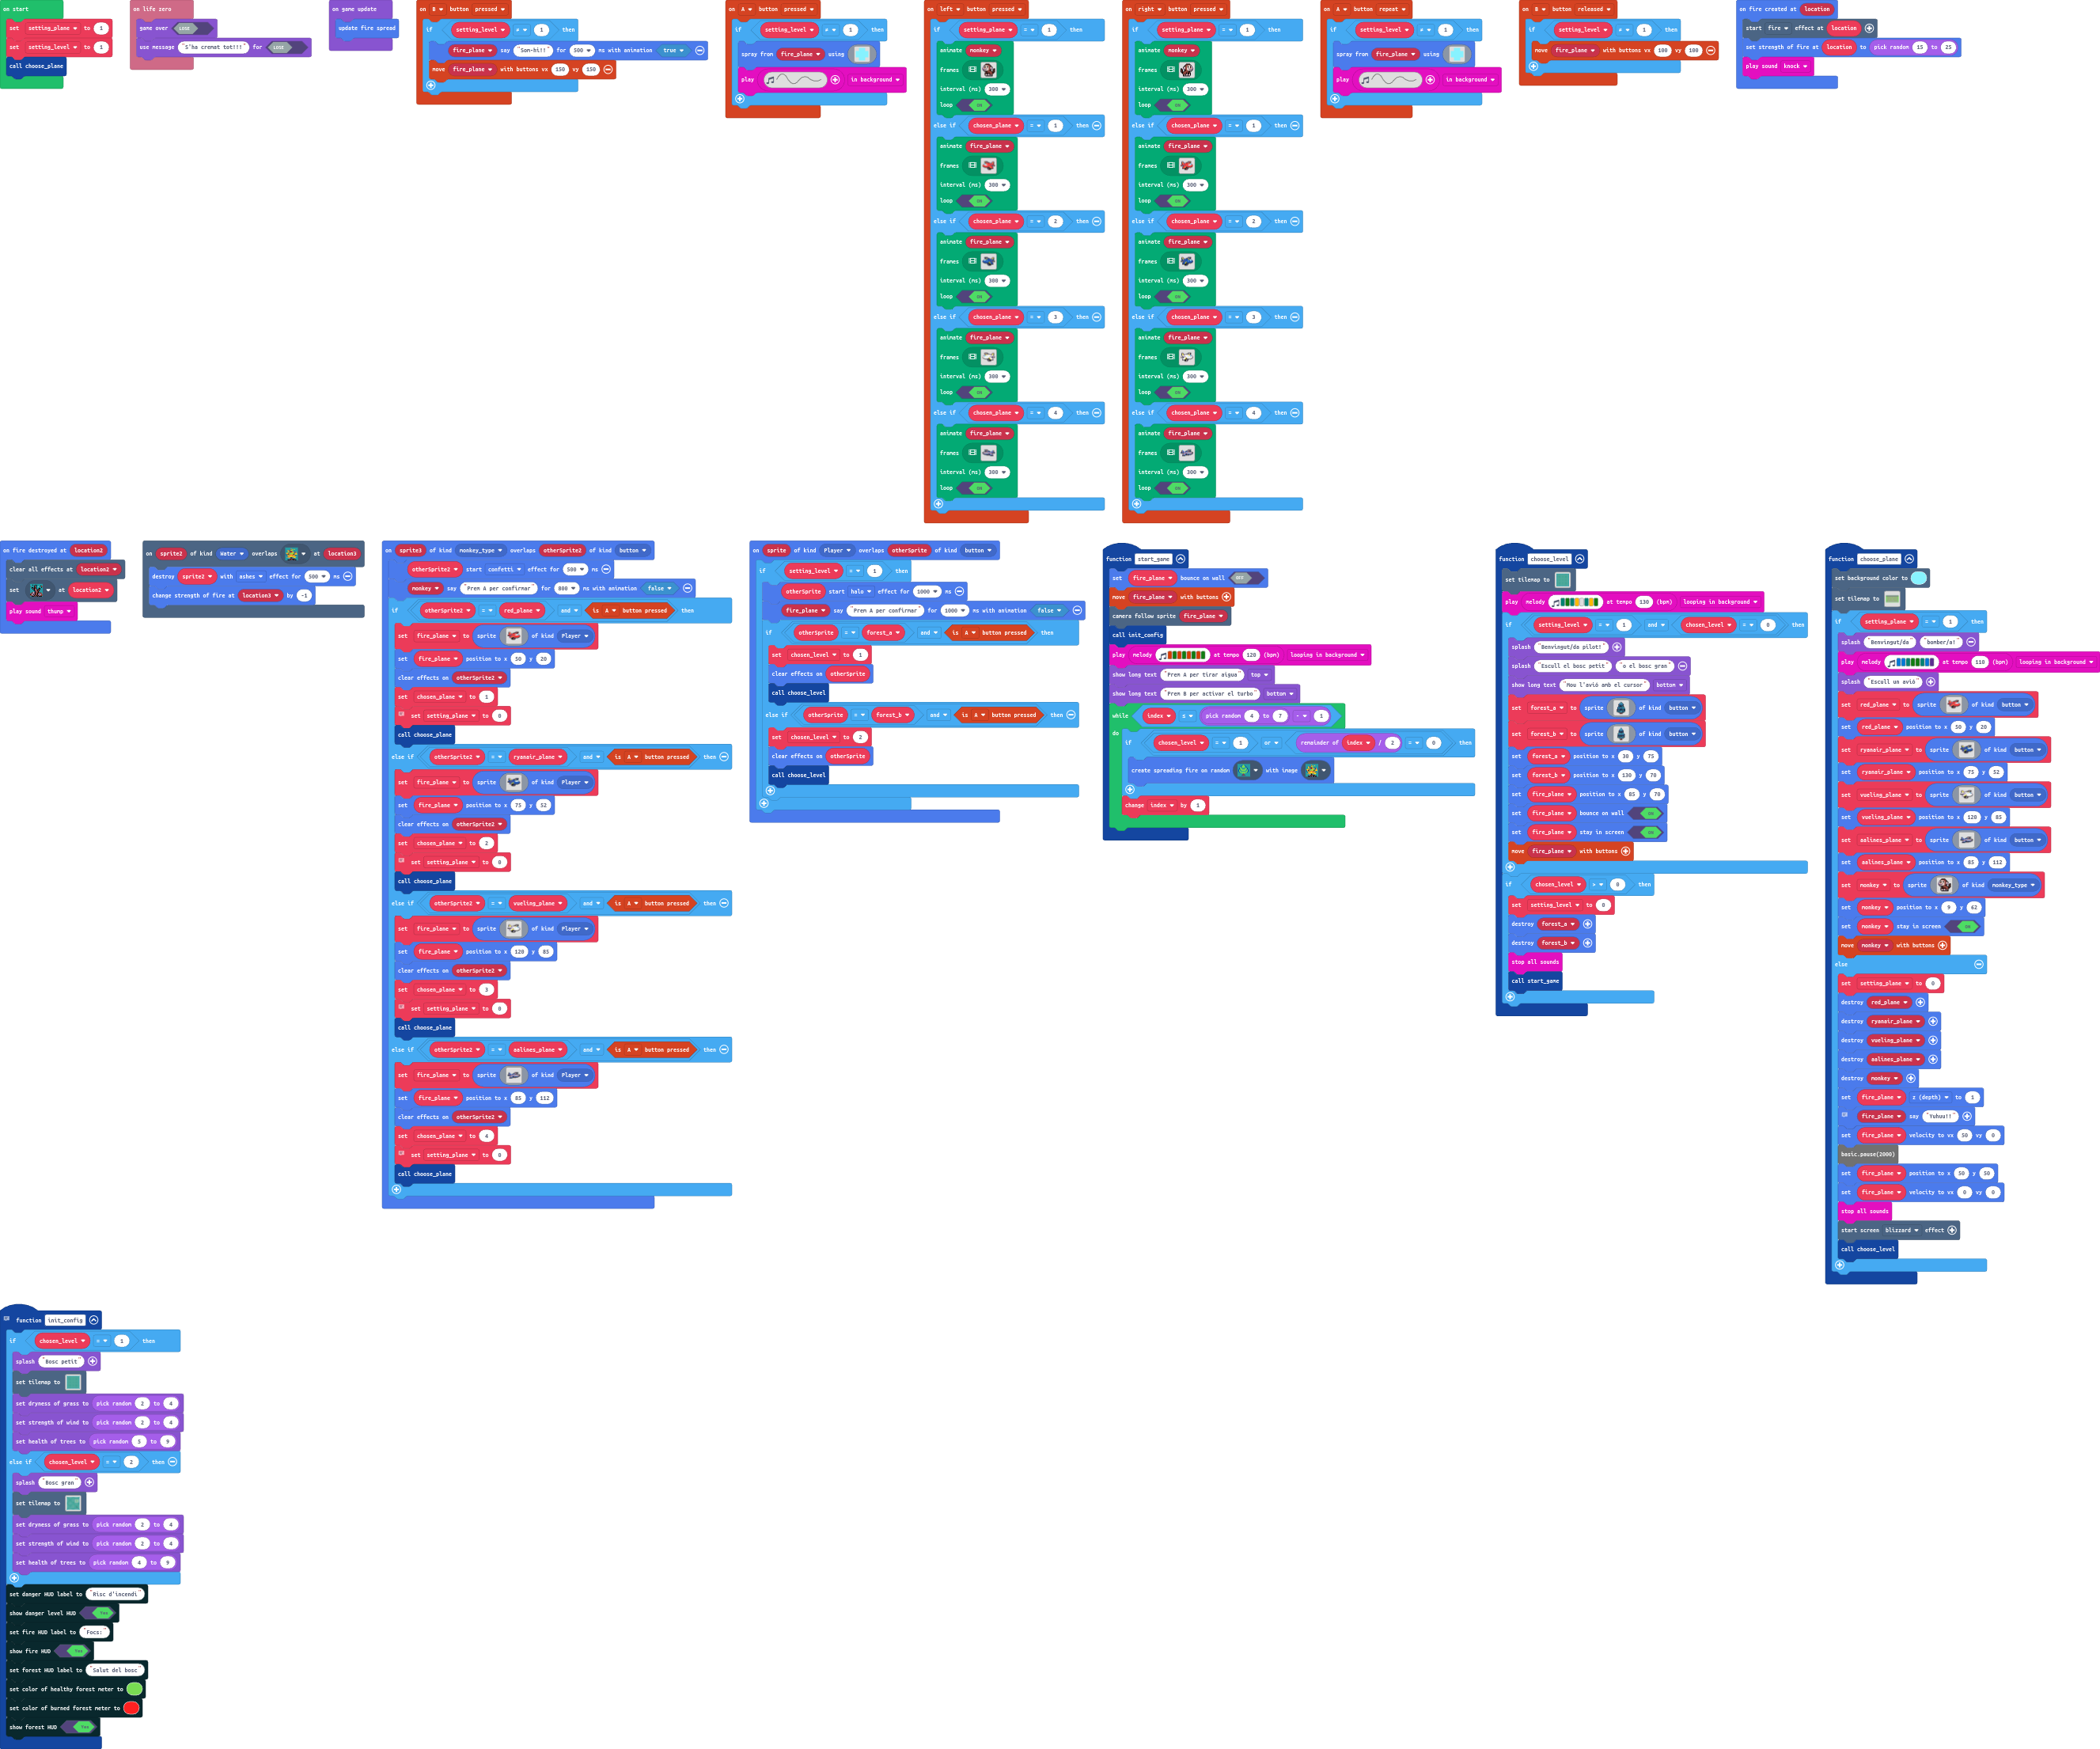 on start
set setting_plane to 1
set setting_level to 1
call choose_plane
on life zero
game over LOSE
use message "S'ha cremat tot!!!" for LOSE
on game update
update fire spread
on B button pressed
if setting_level ≠ 1 then
fire_plane say "Som-hi!!" for 500 ms with animation true
move fire_plane with buttons vx 150 vy 150
on A button pressed
if setting_level ≠ 1 then
spray from fire_plane using
play in background
on left button pressed
if setting_plane = 1 then
animate monkey
frames
interval (ms) 300
loop ON
else if chosen_plane = 1 then
animate fire_plane
frames
interval (ms) 300
loop ON
else if chosen_plane = 2 then
animate fire_plane
frames
interval (ms) 300
loop ON
else if chosen_plane = 3 then
animate fire_plane
frames
interval (ms) 300
loop ON
else if chosen_plane = 4 then
animate fire_plane
frames
interval (ms) 300
loop ON
on right button pressed
if setting_plane = 1 then
animate monkey
frames
interval (ms) 300
loop ON
else if chosen_plane = 1 then
animate fire_plane
frames
interval (ms) 300
loop ON
else if chosen_plane = 2 then
animate fire_plane
frames
interval (ms) 300
loop ON
else if chosen_plane = 3 then
animate fire_plane
frames
interval (ms) 300
loop ON
else if chosen_plane = 4 then
animate fire_plane
frames
interval (ms) 300
loop ON
on A button repeat
if setting_level ≠ 1 then
spray from fire_plane using
play in background
on B button released
if setting_level ≠ 1 then
move fire_plane with buttons vx 100 vy 100
on fire created at location
start fire effect at location
set strength of fire at location to pick random 15 to 25
play sound knock
on fire destroyed at location2
clear all effects at location2
set at location2
play sound thump
on sprite2 of kind Water overlaps at location3
destroy sprite2 with ashes effect for 500 ms
change strength of fire at location3 by -1
on sprite3 of kind monkey_type overlaps otherSprite2 of kind button
otherSprite2 start confetti effect for 500 ms
monkey say "Prem A per confirmar" for 800 ms with animation false
if otherSprite2 = red_plane and is A button pressed then
set fire_plane to sprite of kind Player
set fire_plane position to x 50 y 20
clear effects on otherSprite2
set chosen_plane to 1
set setting_plane to 0
call choose_plane
else if otherSprite2 = ryanair_plane and is A button pressed then
set fire_plane to sprite of kind Player
set fire_plane position to x 75 y 52
clear effects on otherSprite2
set chosen_plane to 2
set setting_plane to 0
call choose_plane
else if otherSprite2 = vueling_plane and is A button pressed then
set fire_plane to sprite of kind Player
set fire_plane position to x 120 y 85
clear effects on otherSprite2
set chosen_plane to 3
set setting_plane to 0
call choose_plane
else if otherSprite2 = aalines_plane and is A button pressed then
set fire_plane to sprite of kind Player
set fire_plane position to x 85 y 112
clear effects on otherSprite2
set chosen_plane to 4
set setting_plane to 0
call choose_plane
on sprite of kind Player overlaps otherSprite of kind button
if setting_level = 1 then
otherSprite start halo effect for 1000 ms
fire_plane say "Prem A per confirmar" for 1000 ms with animation false
if otherSprite = forest_a and is A button pressed then
set chosen_level to 1
clear effects on otherSprite
call choose_level
else if otherSprite = forest_b and is A button pressed then
set chosen_level to 2
clear effects on otherSprite
call choose_level
function start_game
set fire_plane bounce on wall OFF
move fire_plane with buttons
camera follow sprite fire_plane
call init_config
play melody at tempo 120 (bpm) looping in background
show long text "Prem A per tirar aigua" top
show long text "Prem B per activar el turbo" bottom
while index ≤ pick random 4 to 7 - 1
do
if chosen_level = 1 or remainder of index / 2 = 0 then
create spreading fire on random with image
change index by 1
function choose_level
set tilemap to
play melody at tempo 130 (bpm) looping in background
if setting_level = 1 and chosen_level = 0 then
splash "Benvingut/da pilot!"
splash "Escull el bosc petit" "o el bosc gran"
show long text "Mou l'avió amb el cursor" bottom
set forest_a to sprite of kind button
set forest_b to sprite of kind button
set forest_a position to x 30 y 75
set forest_b position to x 130 y 70
set fire_plane position to x 85 y 70
set fire_plane bounce on wall ON
set fire_plane stay in screen ON
move fire_plane with buttons
if chosen_level > 0 then
set setting_level to 0
destroy forest_a
destroy forest_b
stop all sounds
call start_game
function choose_plane
set background color to
set tilemap to
if setting_plane = 1 then
splash "Benvingut/da" "bomber/a!"
play melody at tempo 110 (bpm) looping in background
splash "Escull un avió"
set red_plane to sprite of kind button
set red_plane position to x 50 y 20
set ryanair_plane to sprite of kind button
set ryanair_plane position to x 75 y 52
set vueling_plane to sprite of kind button
set vueling_plane position to x 120 y 85
set aalines_plane to sprite of kind button
set aalines_plane position to x 85 y 112
set monkey to sprite of kind monkey_type
set monkey position to x 9 y 62
set monkey stay in screen ON
move monkey with buttons
else
set setting_plane to 0
destroy red_plane
destroy ryanair_plane
destroy vueling_plane
destroy aalines_plane
destroy monkey
set fire_plane z (depth) to 1
fire_plane say "Yuhuu!!"
set fire_plane velocity to vx 50 vy 0
basic.pause(2000)
set fire_plane position to x 50 y 50
set fire_plane velocity to vx 0 vy 0
stop all sounds
start screen blizzard effect
call choose_level
function init_config
if chosen_level = 1 then
splash "Bosc petit"
set tilemap to
set dryness of grass to pick random 2 to 4
set strength of wind to pick random 2 to 4
set health of trees to pick random 5 to 9
else if chosen_level = 2 then
splash "Bosc gran"
set tilemap to
set dryness of grass to pick random 2 to 4
set strength of wind to pick random 2 to 4
set health of trees to pick random 4 to 9
set danger HUD label to "Risc d'incendi"
show danger level HUD Yes
set fire HUD label to "Focs:"
show fire HUD Yes
set forest HUD label to "Salut del bosc"
set color of healthy forest meter to
set color of burned forest meter to
show forest HUD Yes